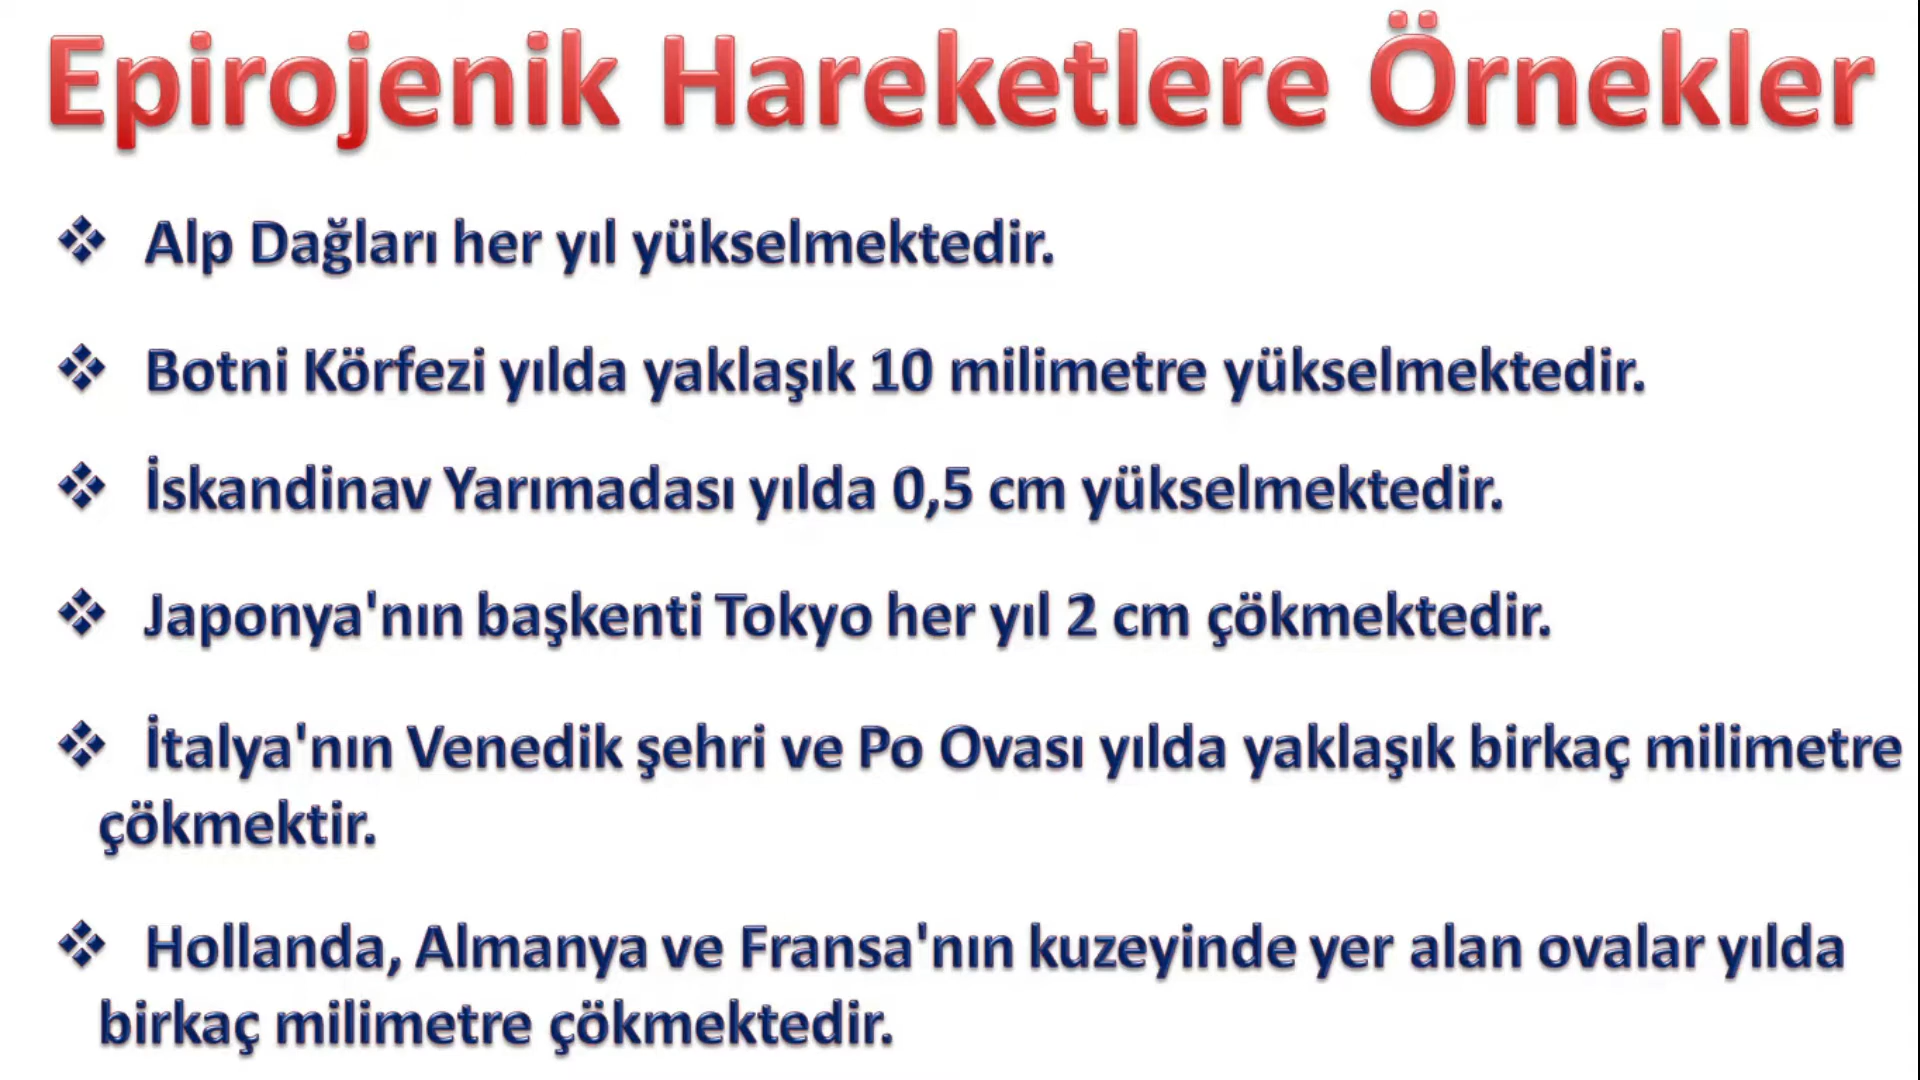 Epirojenik Hareketlere Örnekler
❖ Alp Dağları her yıl yükselmektedir.
❖ Botni Körfezi yılda yaklaşık 10 milimetre yükselmektedir.
❖ İskandinav Yarımadası yılda 0,5 cm yükselmektedir.
❖ Japonya'nın başkenti Tokyo her yıl 2 cm çökmektedir.
❖ İtalya'nın Venedik şehri ve Po Ovası yılda yaklaşık birkaç milimetre
çökmektir.
❖ Hollanda, Almanya ve Fransa'nın kuzeyinde yer alan ovalar yılda
birkaç milimetre çökmektedir.